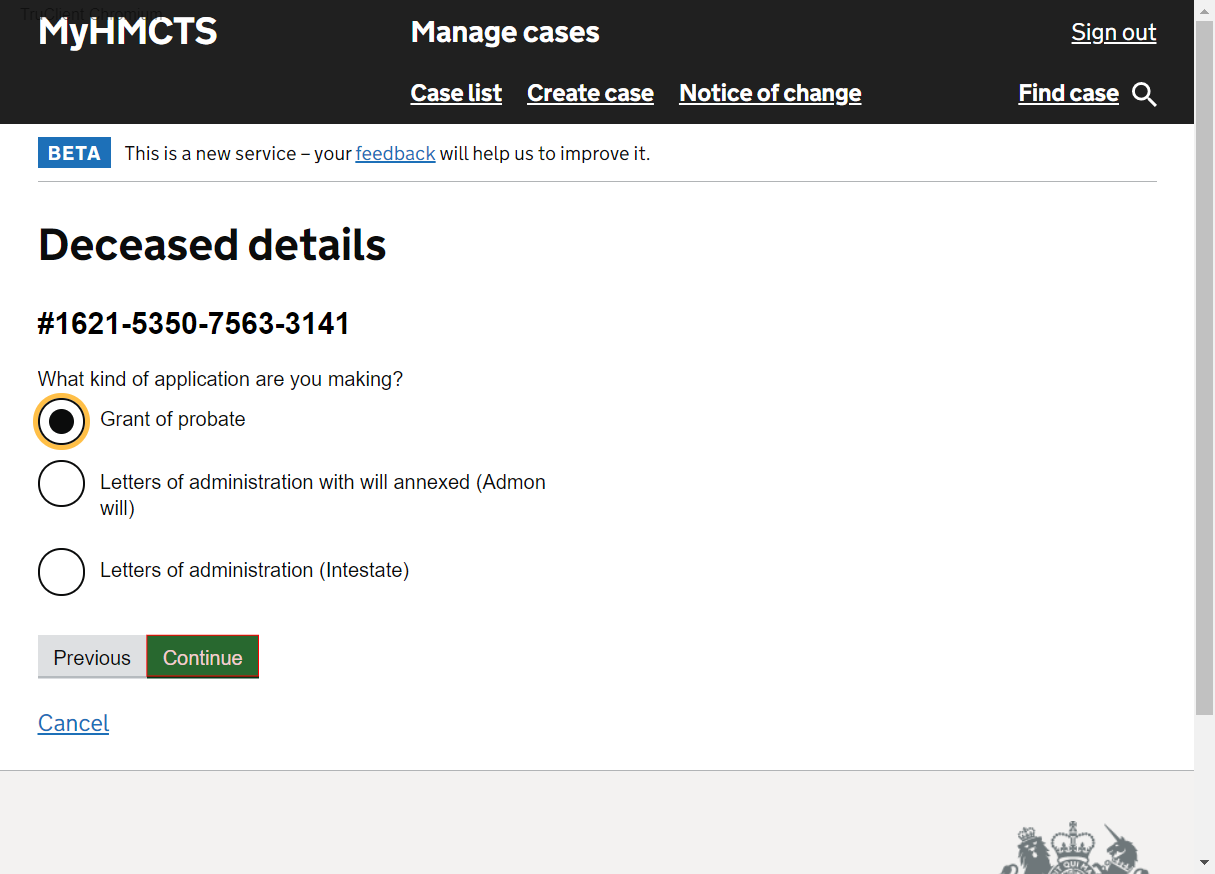 TruClient Chromium
MyHMCTS
Manage cases
Sign out
Case list
Create case
Notice of change
Find case
BETA This is a new service – your feedback will help us to improve it.
Deceased details
#1621-5350-7563-3141
What kind of application are you making?
Grant of probate
Letters of administration with will annexed (Admon
will)
Letters of administration (Intestate)
Previous
Continue
Cancel